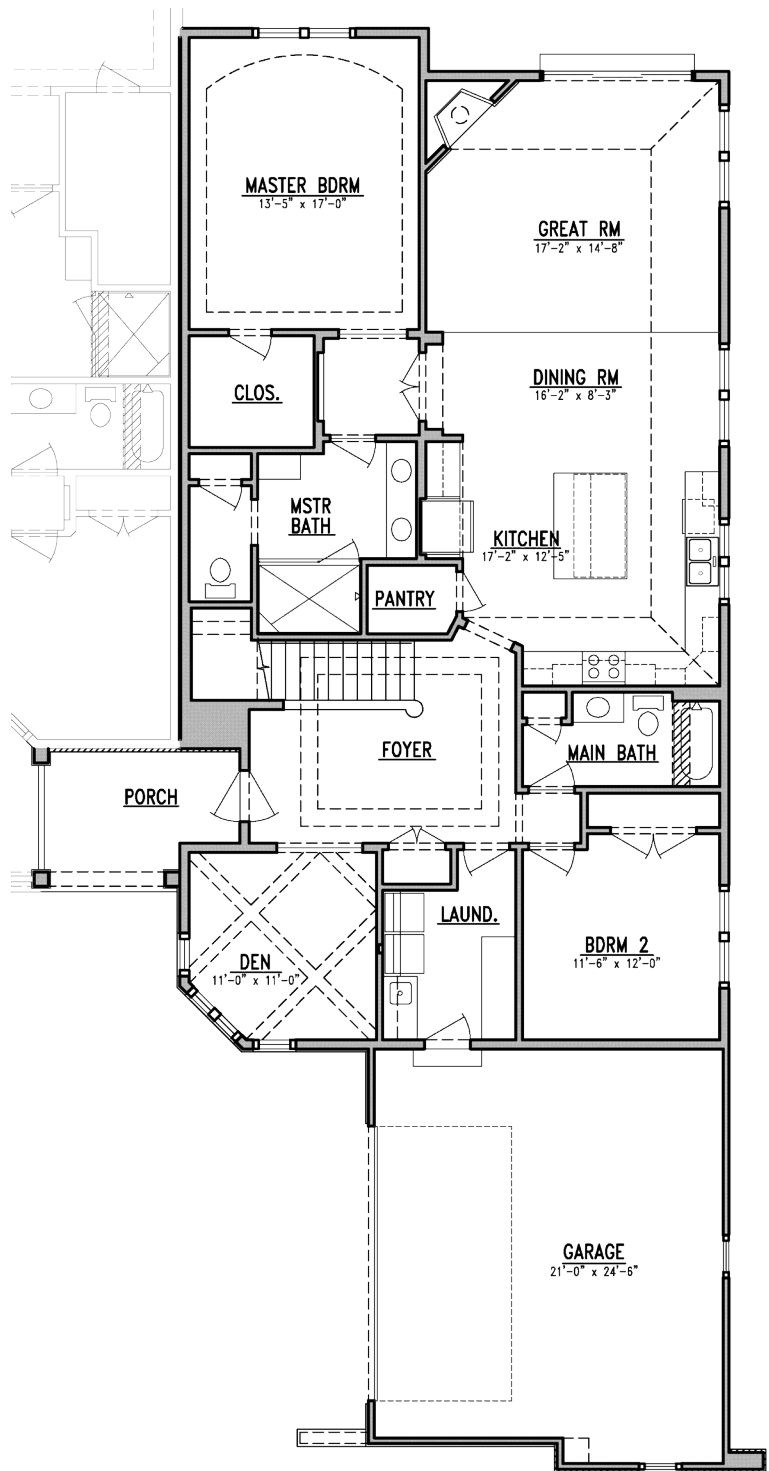 MASTER BDRM
13'-5" x 17'-0"
GREAT RM
17'-2" x 14'-8"
CLOS.
DINING RM
16'-2" x 8'-3"
MSTR
BATH
KITCHEN
17'-2" x 12'-5"
PANTRY
FOYER
MAIN BATH
PORCH
LAUND.
BDRM 2
11'-6" x 12'-0"
DEN
11'-0" x 11'-0"
GARAGE
21'-0" x 24'-6"